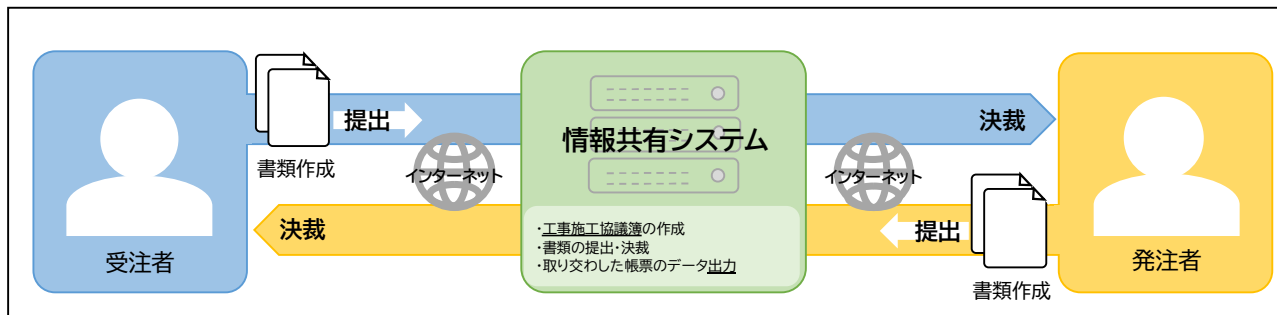 書類作成
提出
インターネット
決裁
受注者
情報共有システム
・工事施工協議簿の作成
・書類の提出・決裁
・取り交わした帳票のデータ出力
決裁
インターネット
提出
書類作成
発注者